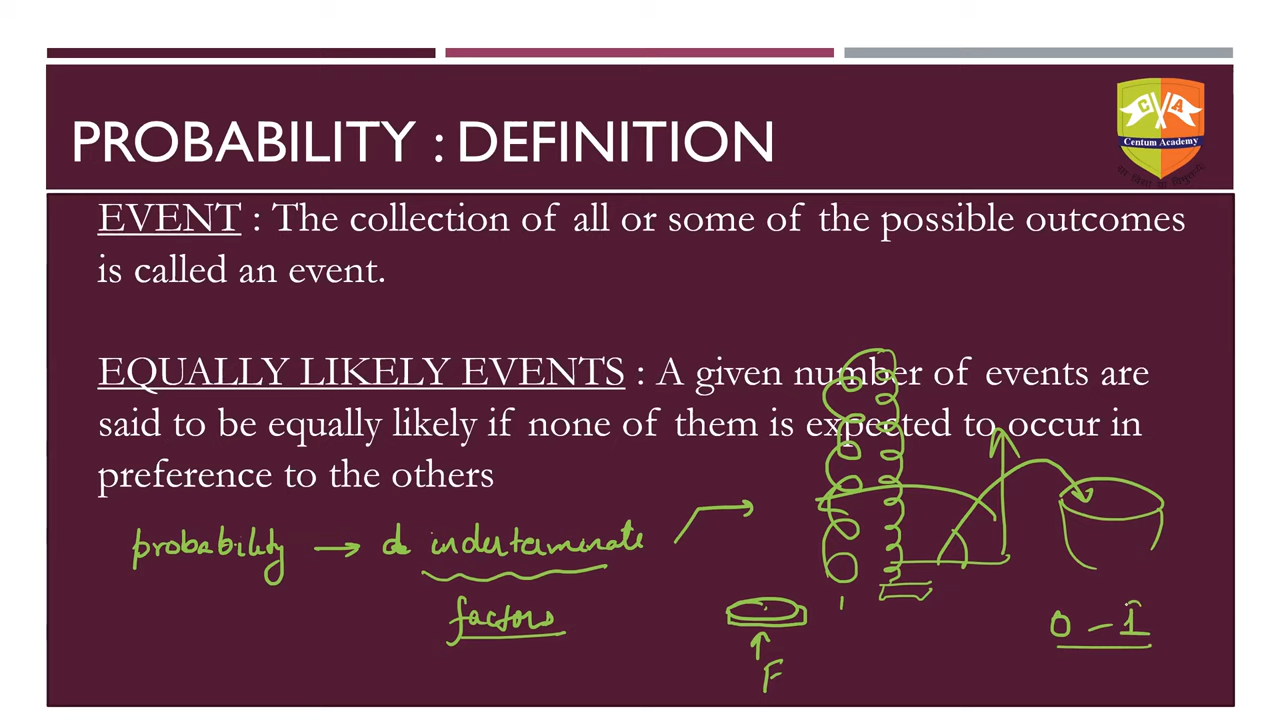 PROBABILITY : DEFINITION
C A
Centum Academy
EVENT : The collection of all or some of the possible outcomes
is called an event.
EQUALLY LIKELY EVENTS : A given number of events are
said to be equally likely if none of them is expected to occur in
preference to the others
probability → inderterminate
factors
F
0 - 1